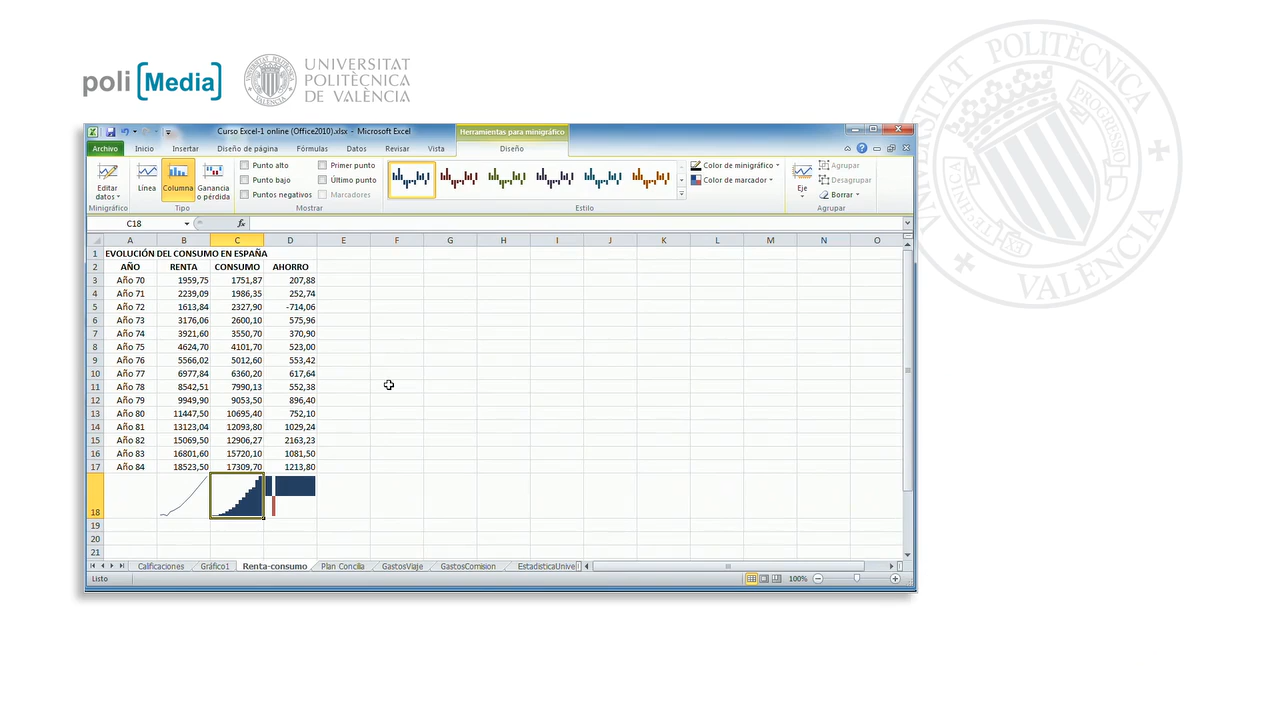 poli[Media]
UNIVERSITAT
POLITÈCNICA
DE VALÈNCIA
UNIVERSITAT POLITÈCNICA
DE VALÈNCIA
PROGRESIO
Curso Excel-1 online (Office2010).xlsx - Microsoft Excel
Herramientas para minigráfico
Archivo Inicio Insertar Diseño de página Fórmulas Datos Revisar Vista Diseño
Editar datos
Minigráfico
Línea Columna Ganancia o pérdida
Tipo
Punto alto Primer punto
Punto bajo Último punto
Puntos negativos Marcadores
Mostrar
Estilo
Color de minigráfico
Color de marcador
Eje
Agrupar
Desagrupar
Borrar
Agrupar
C18 fx
A B C D E F G H I J K L M N O
1 EVOLUCIÓN DEL CONSUMO EN ESPAÑA
2 AÑO RENTA CONSUMO AHORRO
3 Año 70 1959,75 1751,87 207,88
4 Año 71 2239,09 1986,35 252,74
5 Año 72 1613,84 2327,90 -714,06
6 Año 73 3176,06 2600,10 575,96
7 Año 74 3921,60 3550,70 370,90
8 Año 75 4624,70 4101,70 523,00
9 Año 76 5566,02 5012,60 553,42
10 Año 77 6977,84 6360,20 617,64
11 Año 78 8542,51 7990,13 552,38
12 Año 79 9949,90 9053,50 896,40
13 Año 80 11447,50 10695,40 752,10
14 Año 81 13123,04 12093,80 1029,24
15 Año 82 15069,50 12906,27 2163,23
16 Año 83 16801,60 15720,10 1081,50
17 Año 84 18523,50 17309,70 1213,80
18
19
20
21
Calificaciones Gráfico1 Renta-consumo Plan Concilia GastosViaje GastosComision EstadisticaUnive
Listo 100%